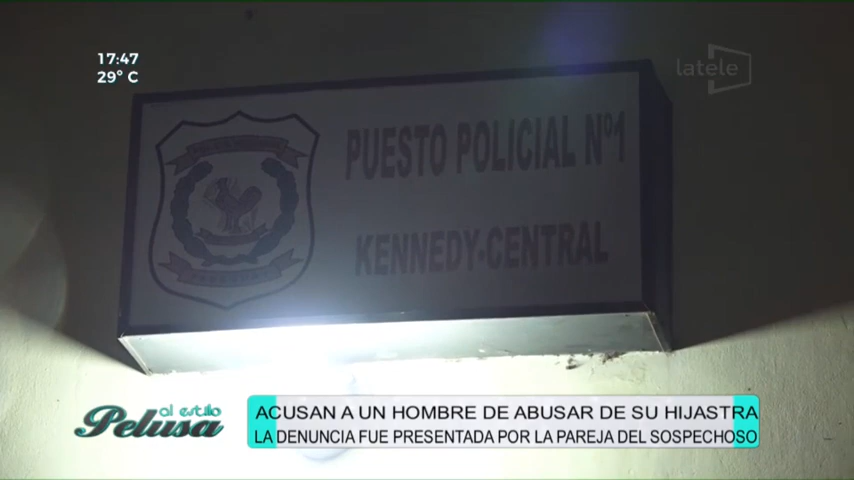 17:47
29° C
latele
PUESTO POLICIAL Nº1
KENNEDY-CENTRAL
al estilo
Pelusa
ACUSAN A UN HOMBRE DE ABUSAR DE SU HIJASTRA
LA DENUNCIA FUE PRESENTADA POR LA PAREJA DEL SOSPECHOSO